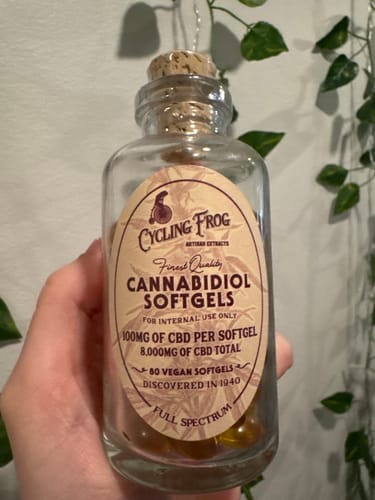 CYCLING FROG
ARTISAN EXTRACTS
Finest Quality
CANNABIDIOL
SOFTGELS
FOR INTERNAL USE ONLY
100MG OF CBD PER SOFTGEL
8,000MG OF CBD TOTAL
80 VEGAN SOFTGELS
DISCOVERED IN 1940
FULL SPECTRUM